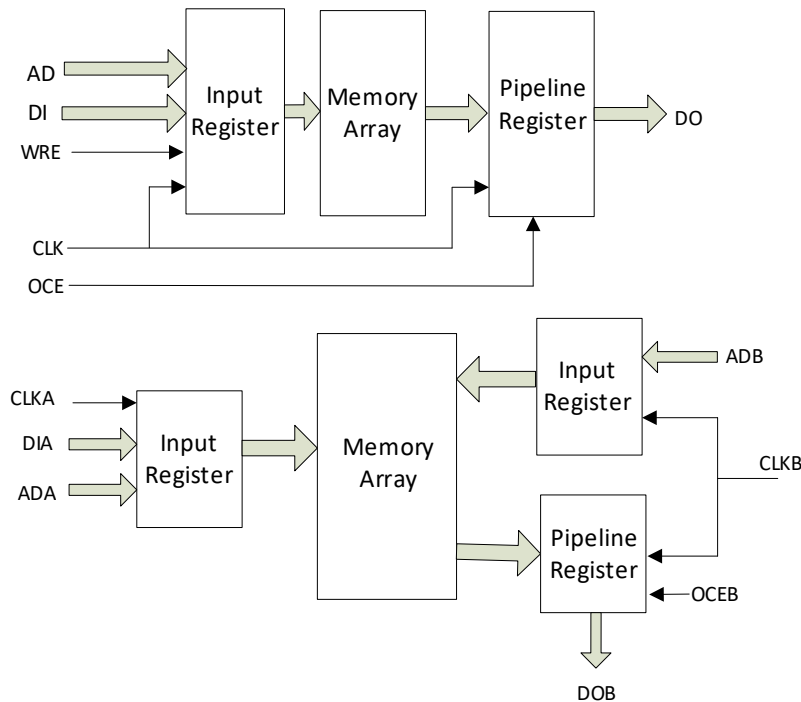 AD
DI
WRE
CLK
OCE
Input
Register
Memory
Array
Pipeline
Register
DO
CLKA
DIA
ADA
Input
Register
Memory
Array
Input
Register
ADB
CLKB
Pipeline
Register
OCEB
DOB